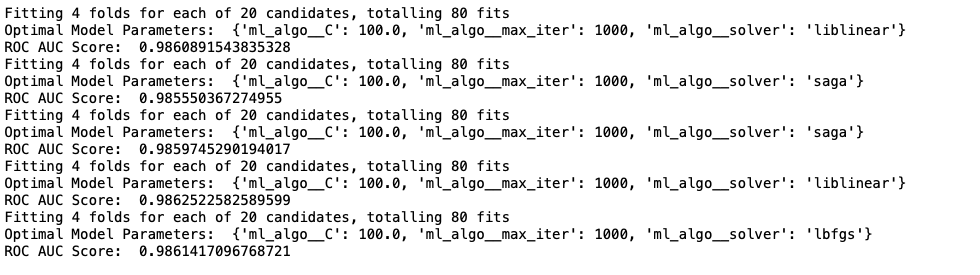 Fitting 4 folds for each of 20 candidates, totalling 80 fits
Optimal Model Parameters:  {'ml_algo__C': 100.0, 'ml_algo__max_iter': 1000, 'ml_algo__solver': 'liblinear'}
ROC AUC Score:  0.9860891543835328
Fitting 4 folds for each of 20 candidates, totalling 80 fits
Optimal Model Parameters:  {'ml_algo__C': 100.0, 'ml_algo__max_iter': 1000, 'ml_algo__solver': 'saga'}
ROC AUC Score:  0.985550367274955
Fitting 4 folds for each of 20 candidates, totalling 80 fits
Optimal Model Parameters:  {'ml_algo__C': 100.0, 'ml_algo__max_iter': 1000, 'ml_algo__solver': 'saga'}
ROC AUC Score:  0.9859745290194017
Fitting 4 folds for each of 20 candidates, totalling 80 fits
Optimal Model Parameters:  {'ml_algo__C': 100.0, 'ml_algo__max_iter': 1000, 'ml_algo__solver': 'liblinear'}
ROC AUC Score:  0.9862522582589599
Fitting 4 folds for each of 20 candidates, totalling 80 fits
Optimal Model Parameters:  {'ml_algo__C': 100.0, 'ml_algo__max_iter': 1000, 'ml_algo__solver': 'lbfgs'}
ROC AUC Score:  0.9861417096768721